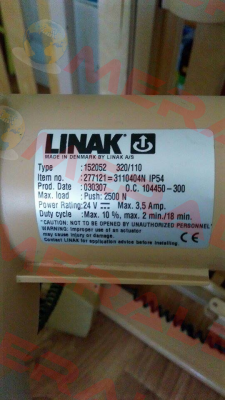 LINAK
MADE IN DENMARK BY LINAK A/S
Type :152052 320/110
Item no. :277121=3110404N IP54
Prod. Date :030307 O.C. 104450-300
Max. load :Push: 2500 N
Power Rating:24 V⎓ Max. 3,5 Amp.
Duty cycle :Max. 10 %, max. 2 min./18 min.
*CAUTION: NOT TO BE OPENED BY UNAUTHORIZED PERSONNEL*
WARNING: Improper use of an actuator
may cause personal damage.
Contact LINAK for application advise before installing